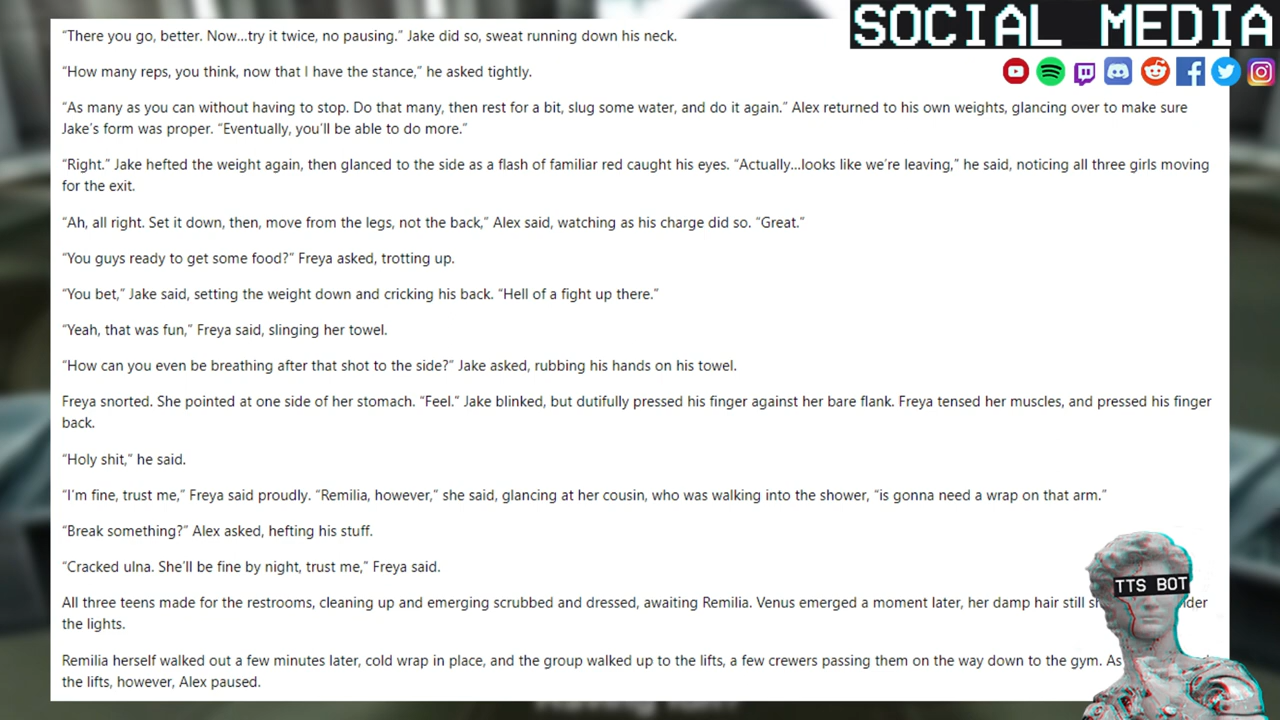 SOCIAL MEDIA
“There you go, better. Now…try it twice, no pausing.” Jake did so, sweat running down his neck.
“How many reps, you think, now that I have the stance,” he asked tightly.
“As many as you can without having to stop. Do that many, then rest for a bit, slug some water, and do it again.” Alex returned to his own weights, glancing over to make sure
Jake’s form was proper. “Eventually, you’ll be able to do more.”
“Right.” Jake hefted the weight again, then glanced to the side as a flash of familiar red caught his eyes. “Actually…looks like we’re leaving,” he said, noticing all three girls moving
for the exit.
“Ah, all right. Set it down, then, move from the legs, not the back,” Alex said, watching as his charge did so. “Great.”
“You guys ready to get some food?” Freya asked, trotting up.
“You bet,” Jake said, setting the weight down and cricking his back. “Hell of a fight up there.”
“Yeah, that was fun,” Freya said, slinging her towel.
“How can you even be breathing after that shot to the side?” Jake asked, rubbing his hands on his towel.
Freya snorted. She pointed at one side of her stomach. “Feel.” Jake blinked, but dutifully pressed his finger against her bare flank. Freya tensed her muscles, and pressed his finger
back.
“Holy shit,” he said.
“I’m fine, trust me,” Freya said proudly. “Remilia, however,” she said, glancing at her cousin, who was walking into the shower, “is gonna need a wrap on that arm.”
“Break something?” Alex asked, hefting his stuff.
“Cracked ulna. She’ll be fine by night, trust me,” Freya said.
All three teens made for the restrooms, cleaning up and emerging scrubbed and dressed, awaiting Remilia. Venus emerged a moment later, her damp hair still
the lights.
Remilia herself walked out a few minutes later, cold wrap in place, and the group walked up to the lifts, a few crewers passing them on the way down to the gym. As
the lifts, however, Alex paused.
TTS BOT